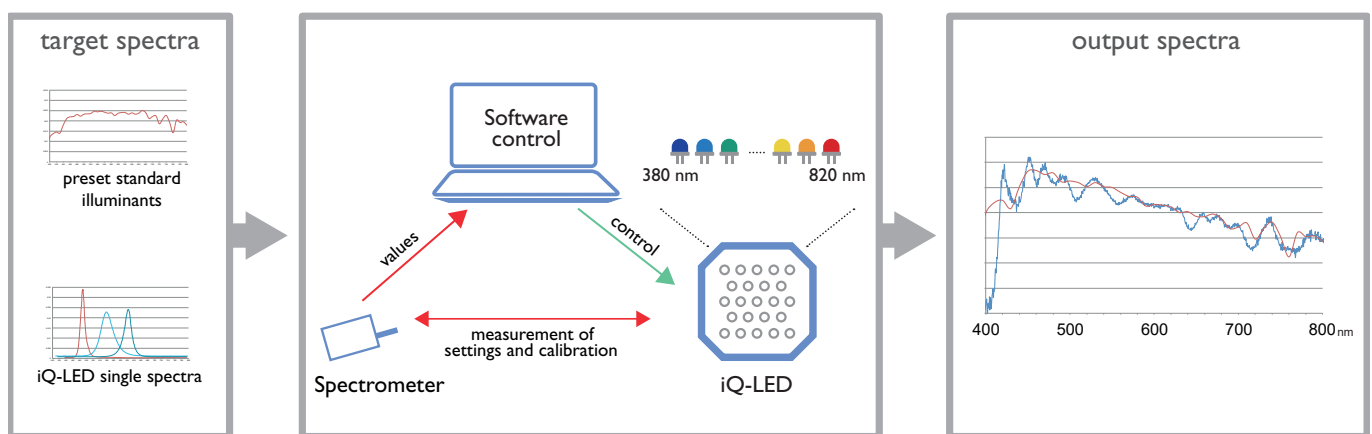 target spectra
preset standard
illuminants
iQ-LED single spectra
Software
control
380 nm
820 nm
values
control
measurement of
settings and calibration
Spectrometer
iQ-LED
output spectra
400 500 600 700 800 nm